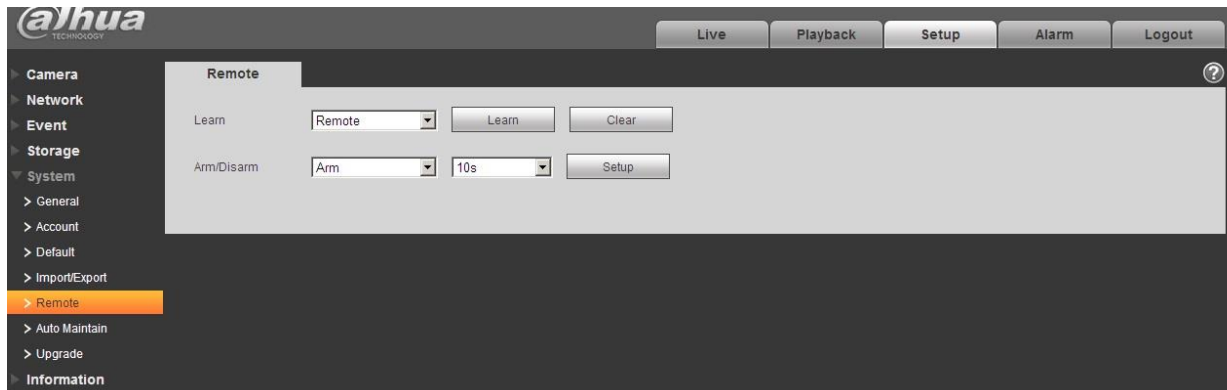 alhua
TECHNOLOGY
Live Playback Setup Alarm Logout
Camera
Network
Event
Storage
System
> General
> Account
> Default
> Import/Export
> Remote
> Auto Maintain
> Upgrade
Information
Remote
?
Learn Remote Learn Clear
Arm/Disarm Arm 10s Setup